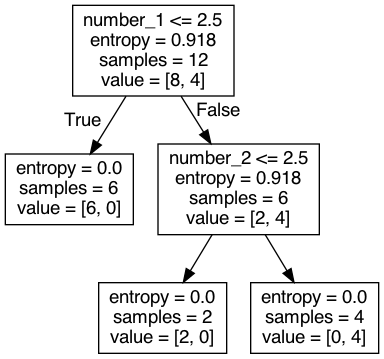 number_1 <= 2.5
entropy = 0.918
samples = 12
value = [8, 4]
True
False
entropy = 0.0
samples = 6
value = [6, 0]
number_2 <= 2.5
entropy = 0.918
samples = 6
value = [2, 4]
entropy = 0.0
samples = 2
value = [2, 0]
entropy = 0.0
samples = 4
value = [0, 4]